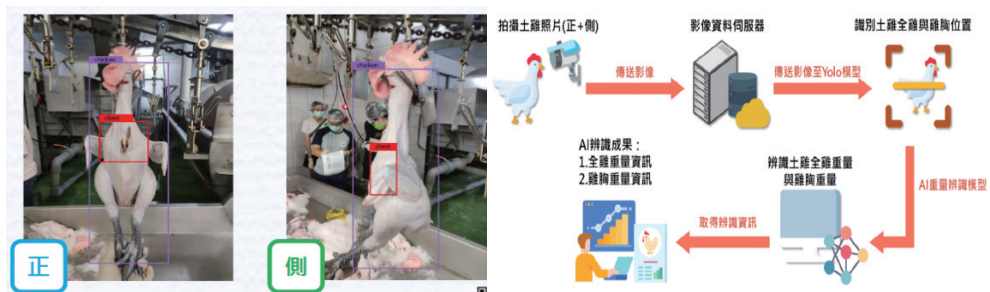 chicken
chest
正
chicken
chest
側
拍攝土雞照片(正+側)
傳送影像
影像資料伺服器
傳送影像至Yolo模型
識別土雞全雞與雞胸位置
AI重量辨識模型
辨識土雞全雞重量
與雞胸重量
取得辨識資訊
AI辨識成果：
1.全雞重量資訊
2.雞胸重量資訊